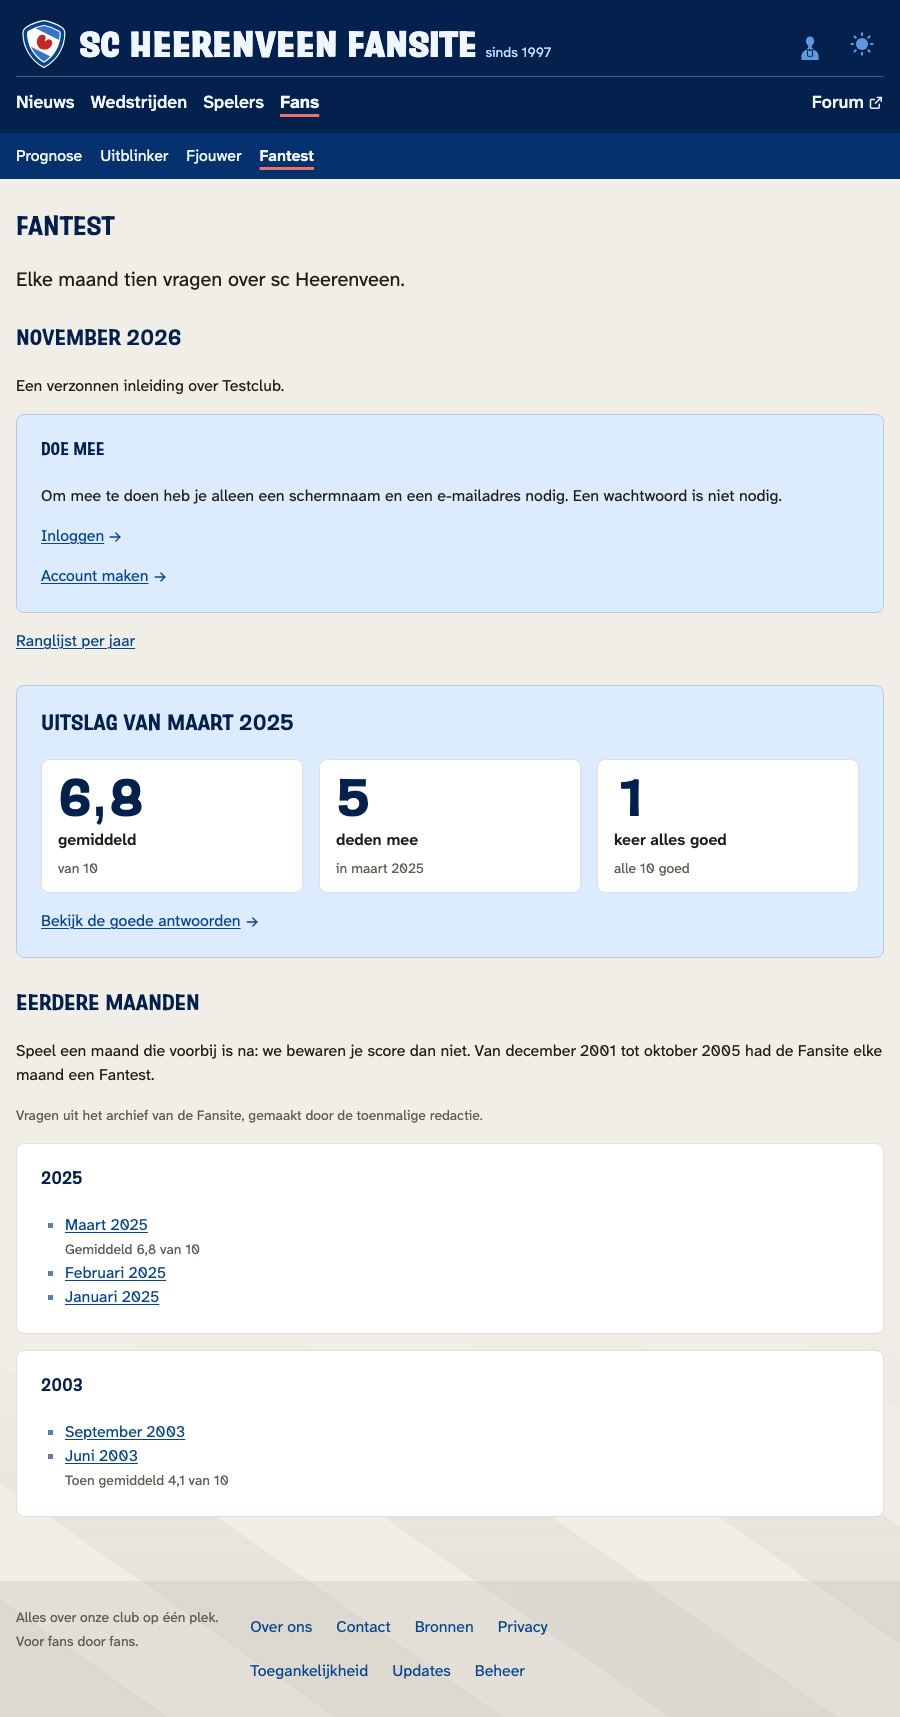 SC HEERENVEEN FANSITE sinds 1997
Nieuws Wedstrijden Spelers Fans Forum
Prognose Uitblinker Fjouwer Fantest
FANTEST
Elke maand tien vragen over sc Heerenveen.
NOVEMBER 2026
Een verzonnen inleiding over Testclub.
DOE MEE
Om mee te doen heb je alleen een schermnaam en een e-mailadres nodig. Een wachtwoord is niet nodig.
Inloggen →
Account maken →
Ranglijst per jaar
UITSLAG VAN MAART 2025
6,8 5 1
gemiddeld deden mee keer alles goed
van 10 in maart 2025 alle 10 goed
Bekijk de goede antwoorden →
EERDERE MAANDEN
Speel een maand die voorbij is na: we bewaren je score dan niet. Van december 2001 tot oktober 2005 had de Fansite elke
maand een Fantest.
Vragen uit het archief van de Fansite, gemaakt door de toenmalige redactie.
2025
Maart 2025
Gemiddeld 6,8 van 10
Februari 2025
Januari 2025
2003
September 2003
Juni 2003
Toen gemiddeld 4,1 van 10
Alles over onze club op één plek.
Voor fans door fans.
Over ons Contact Bronnen Privacy
Toegankelijkheid Updates Beheer